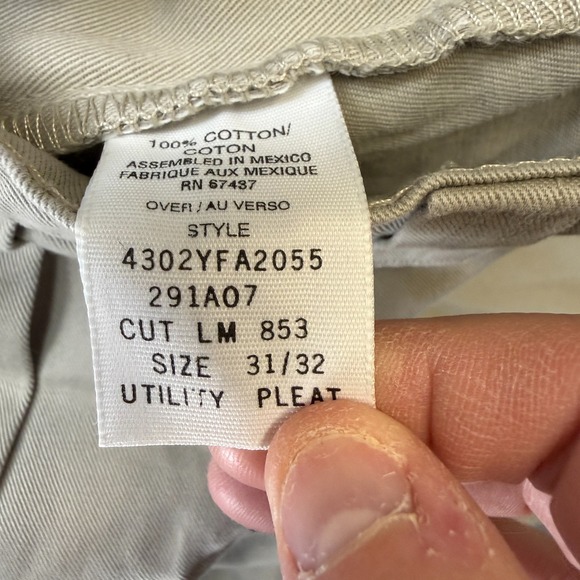 100% COTTON/
COTON
ASSEMBLED IN MEXICO
FABRIQUE AUX MEXIQUE
RN 67437
OVER / AU VERSO
STYLE
4302YFA2055
291A07
CUT LM 853
SIZE 31/32
UTILITY PLEAT